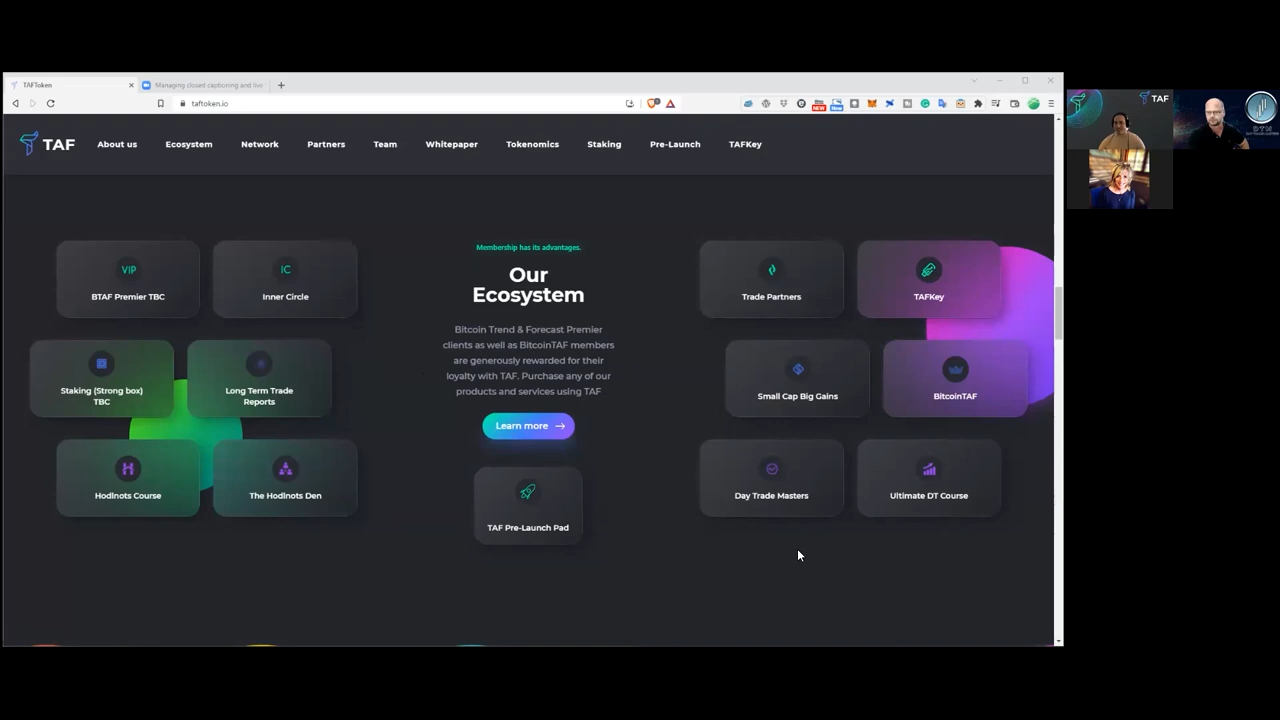 TAFToken
Managing closed captioning and live
taftoken.io
NEW
New
TAF
About us
Ecosystem
Network
Partners
Team
Whitepaper
Tokenomics
Staking
Pre-Launch
TAFKey
VIP
BTAF Premier TBC
IC
Inner Circle
Staking (Strong box)
TBC
Long Term Trade
Reports
Hodlnots Course
The Hodlnots Den
Membership has its advantages.
Our
Ecosystem
Bitcoin Trend & Forecast Premier
clients as well as BitcoinTAF members
are generously rewarded for their
loyalty with TAF. Purchase any of our
products and services using TAF
Learn more
TAF Pre-Launch Pad
Trade Partners
TAFKey
Small Cap Big Gains
BitcoinTAF
Day Trade Masters
Ultimate DT Course
TAF
DTM